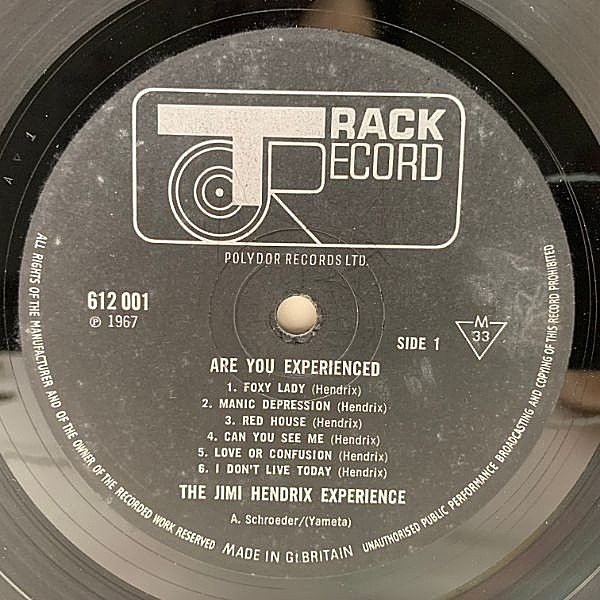 TRACK
RECORD
POLYDOR RECORDS LTD.
612 001
℗ 1967
SIDE 1
M
33
ARE YOU EXPERIENCED
1. FOXY LADY (Hendrix)
2. MANIC DEPRESSION (Hendrix)
3. RED HOUSE (Hendrix)
4. CAN YOU SEE ME (Hendrix)
5. LOVE OR CONFUSION (Hendrix)
6. I DON'T LIVE TODAY (Hendrix)
THE JIMI HENDRIX EXPERIENCE
A. Schroeder/(Yameta)
ALL RIGHTS OF THE MANUFACTURER AND OF THE OWNER OF THE RECORDED WORK RESERVED
MADE IN Gt.BRITAIN
UNAUTHORISED PUBLIC PERFORMANCE BROADCASTING AND COPYING OF THIS RECORD PROHIBITED